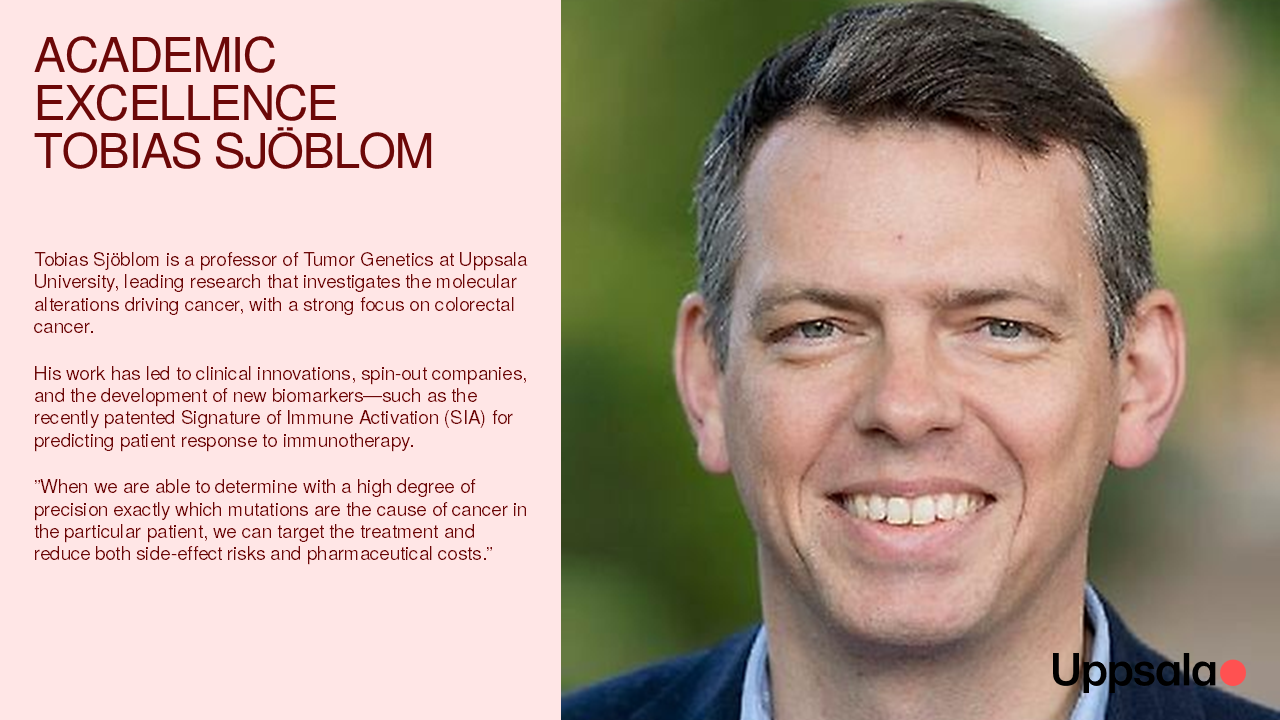 ACADEMIC
EXCELLENCE
TOBIAS SJÖBLOM
Tobias Sjöblom is a professor of Tumor Genetics at Uppsala
University, leading research that investigates the molecular
alterations driving cancer, with a strong focus on colorectal
cancer.
His work has led to clinical innovations, spin-out companies,
and the development of new biomarkers—such as the
recently patented Signature of Immune Activation (SIA) for
predicting patient response to immunotherapy.
”When we are able to determine with a high degree of
precision exactly which mutations are the cause of cancer in
the particular patient, we can target the treatment and
reduce both side-effect risks and pharmaceutical costs.”
Uppsala